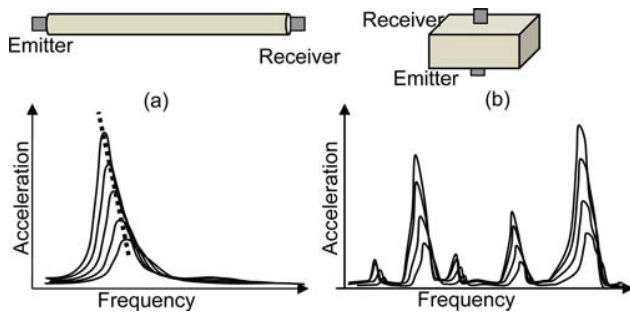 Emitter
Receiver
(a)
Acceleration
Frequency
Receiver
Emitter
(b)
Acceleration
Frequency